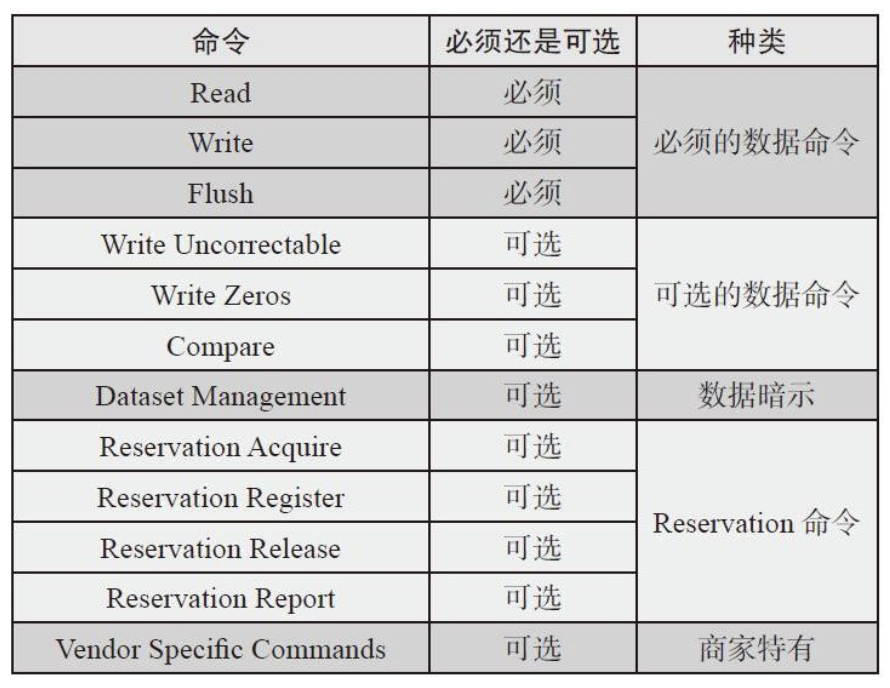 命令 必须还是可选 种类
Read 必须
Write 必须 必须的数据命令
Flush 必须
Write Uncorrectable 可选
Write Zeros 可选 可选的数据命令
Compare 可选
Dataset Management 可选 数据暗示
Reservation Acquire 可选
Reservation Register 可选
Reservation 命令
Reservation Release 可选
Reservation Report 可选
Vendor Specific Commands 可选 商家特有